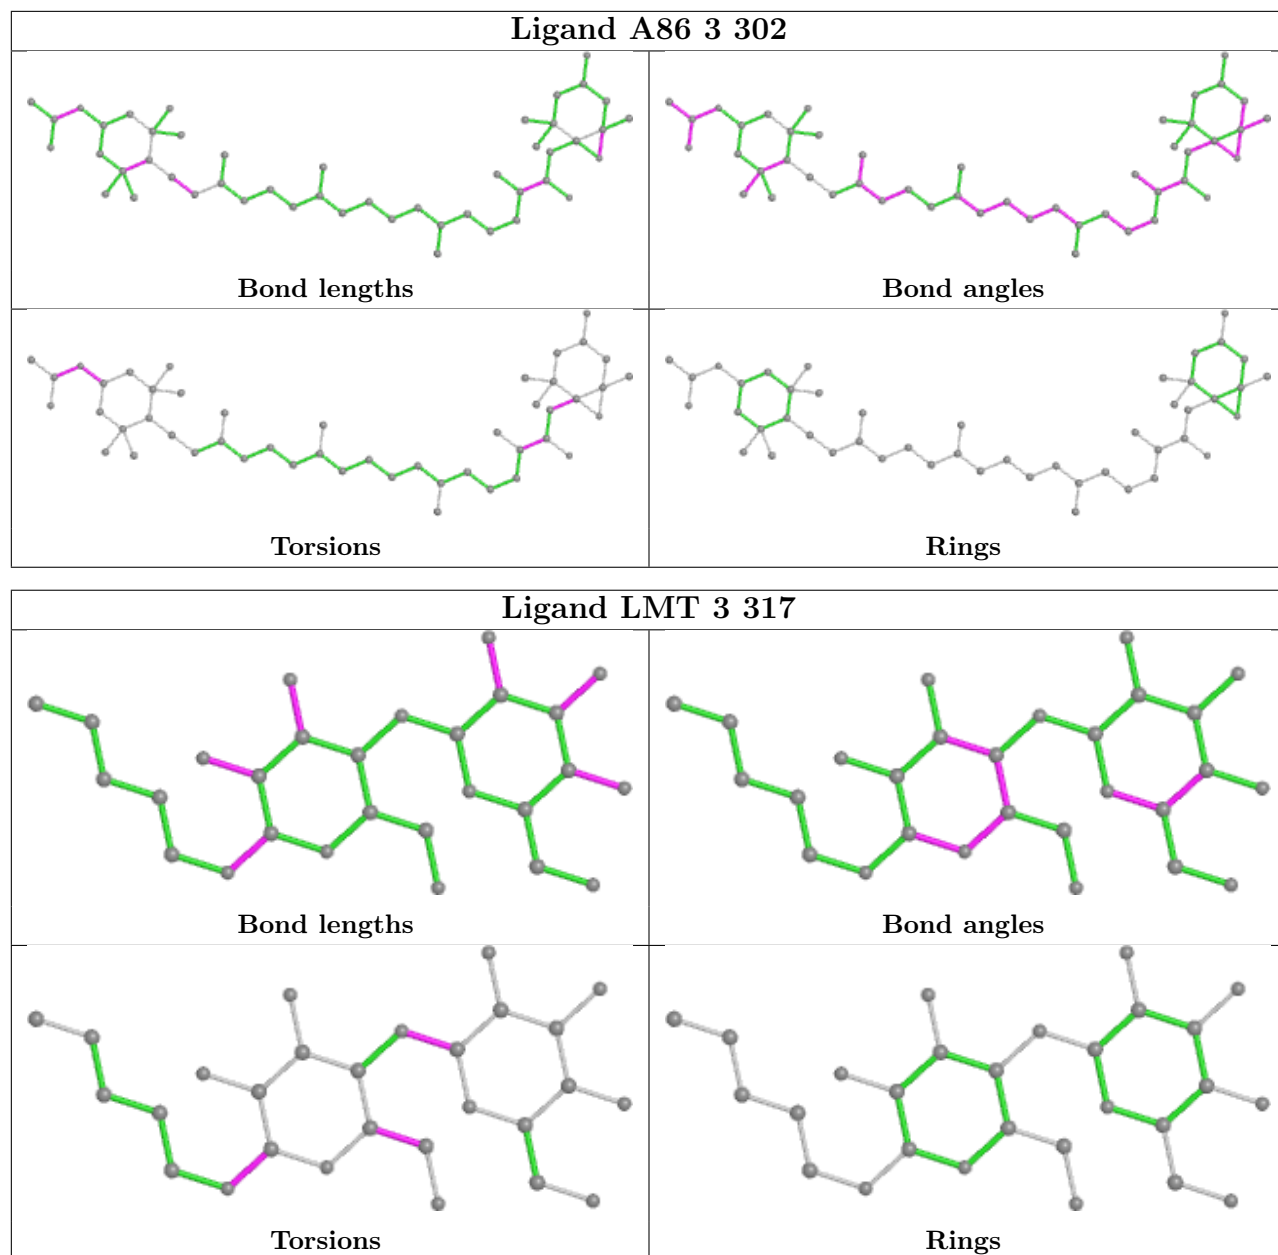 Ligand A86 3 302
Bond lengths
Bond angles
Torsions
Rings
Ligand LMT 3 317
Bond lengths
Bond angles
Torsions
Rings